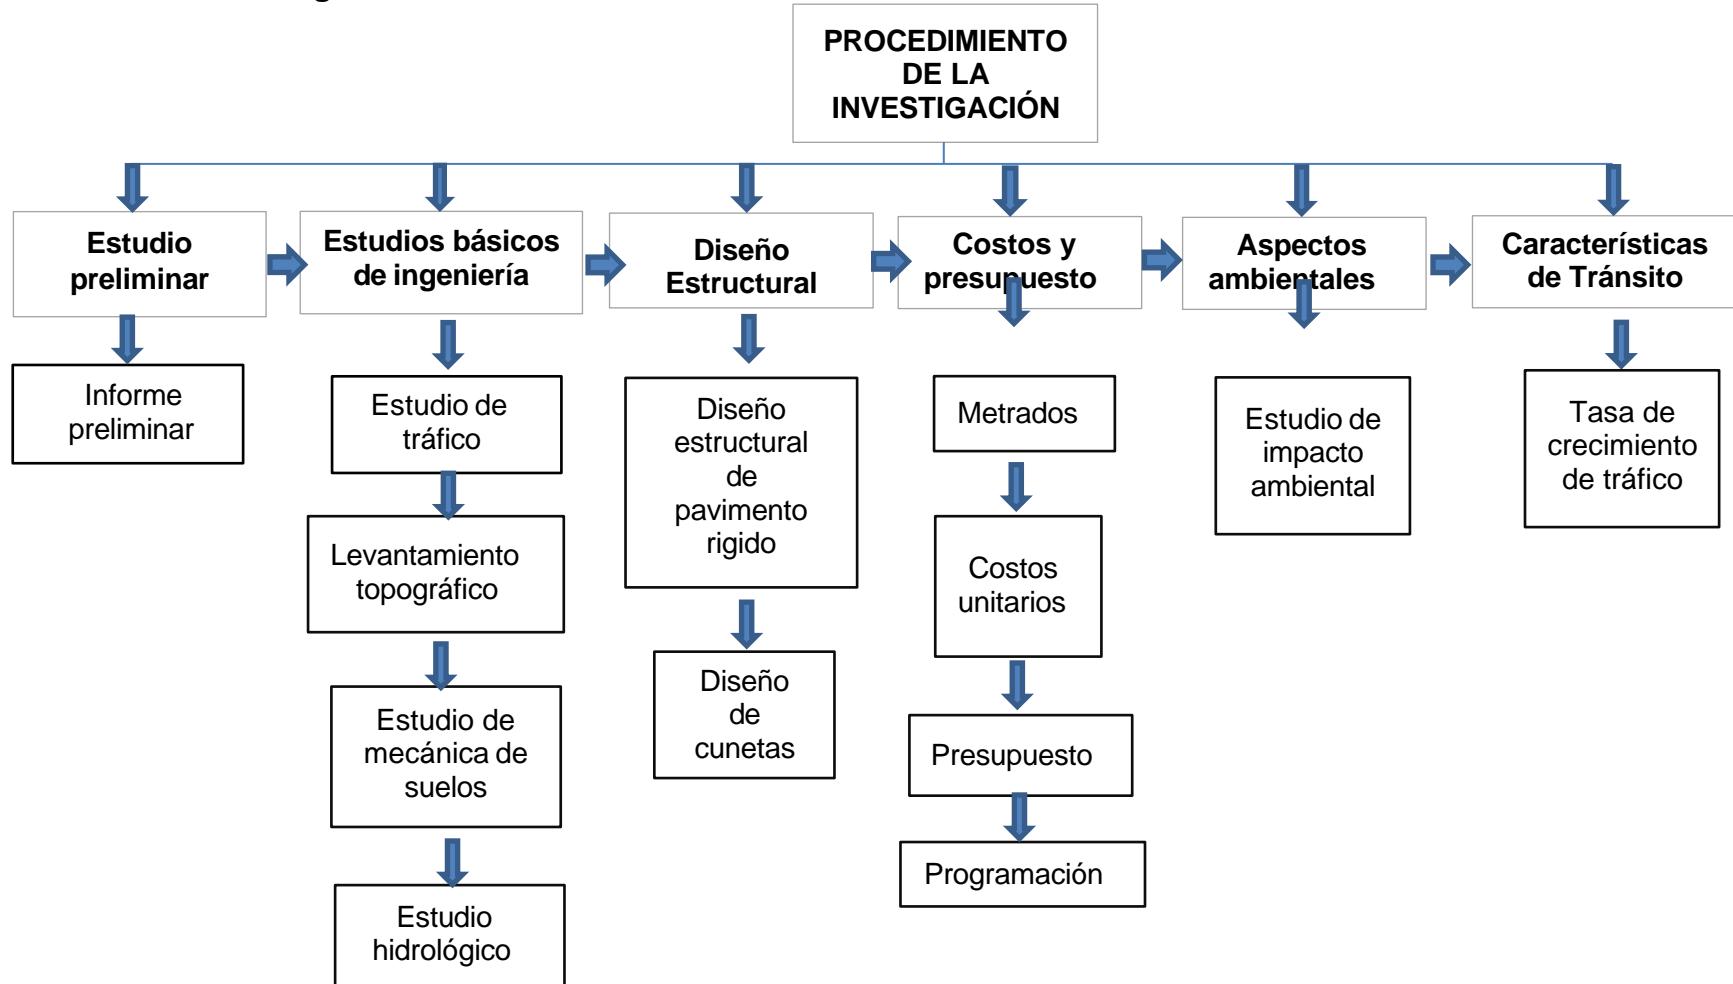 PROCEDIMIENTO
DE LA
INVESTIGACIÓN
Estudio
preliminar
Estudios básicos
de ingeniería
Diseño
Estructural
Costos y
presupuesto
Aspectos
ambientales
Características
de Tránsito
Informe
preliminar
Estudio de
tráfico
Levantamiento
topográfico
Estudio de
mecánica de
suelos
Estudio
hidrológico
Diseño
estructural
de
pavimento
rigido
Diseño
de
cunetas
Metrados
Costos
unitarios
Presupuesto
Programación
Estudio de
impacto
ambiental
Tasa de
crecimiento
de tráfico